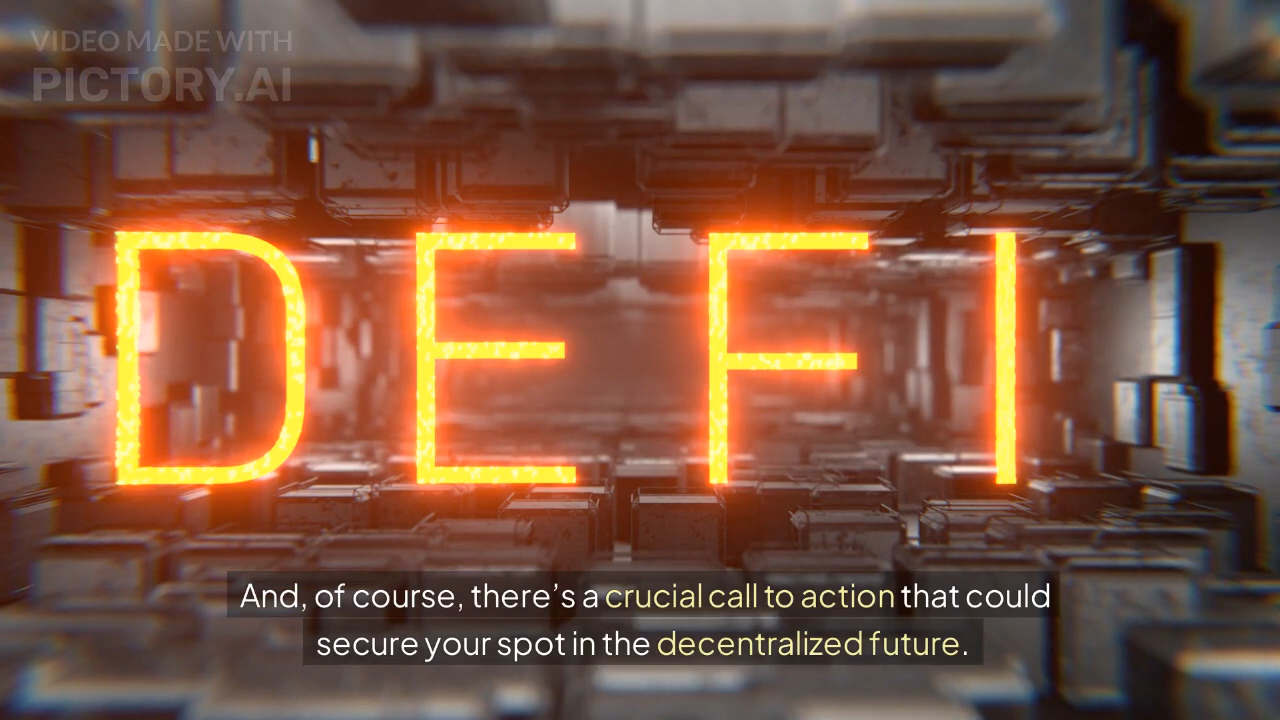 VIDEO MADE WITH
PICTORY.AI
DEFI
And, of course, there’s a crucial call to action that could
secure your spot in the decentralized future.